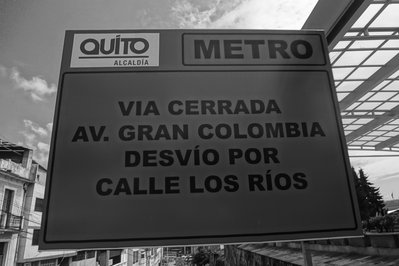 QUITO
ALCALDÍA
METRO
VIA CERRADA
AV. GRAN COLOMBIA
DESVÍO POR
CALLE LOS RÍOS